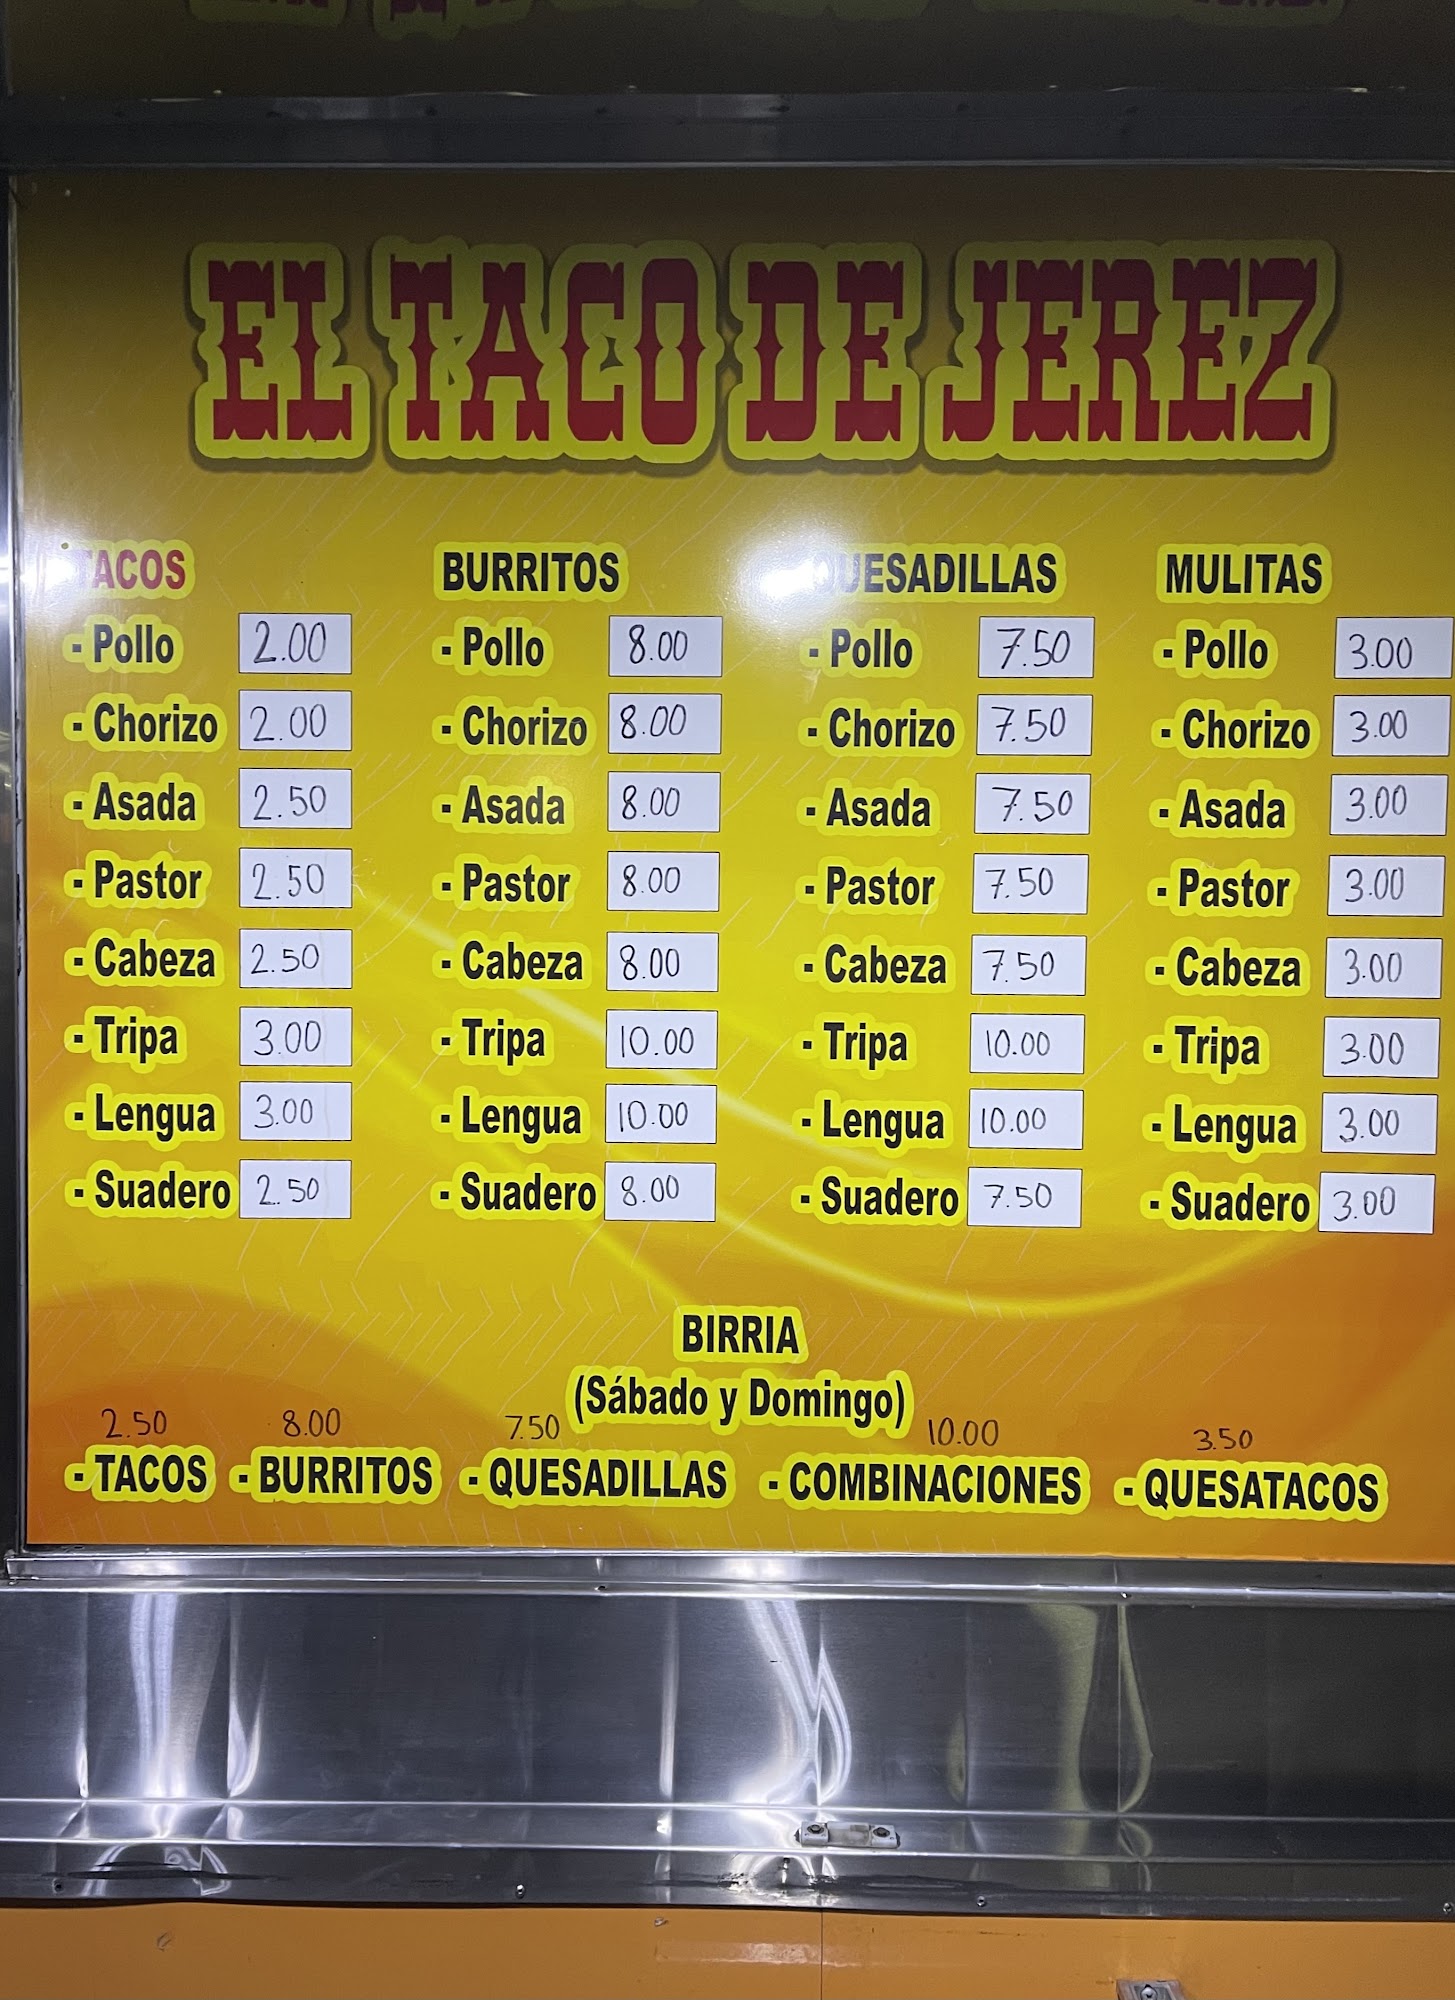 EL TACO DE JEREZ
TACOS
- Pollo 2.00
- Chorizo 2.00
- Asada 2.50
- Pastor 2.50
- Cabeza 2.50
- Tripa 3.00
- Lengua 3.00
- Suadero 2.50
BURRITOS
- Pollo 8.00
- Chorizo 8.00
- Asada 8.00
- Pastor 8.00
- Cabeza 8.00
- Tripa 10.00
- Lengua 10.00
- Suadero 8.00
QUESADILLAS
- Pollo 7.50
- Chorizo 7.50
- Asada 7.50
- Pastor 7.50
- Cabeza 7.50
- Tripa 10.00
- Lengua 10.00
- Suadero 7.50
MULITAS
- Pollo 3.00
- Chorizo 3.00
- Asada 3.00
- Pastor 3.00
- Cabeza 3.00
- Tripa 3.00
- Lengua 3.00
- Suadero 3.00
BIRRIA
(Sábado y Domingo)
2.50 8.00 7.50 10.00 3.50
- TACOS - BURRITOS - QUESADILLAS - COMBINACIONES - QUESATACOS